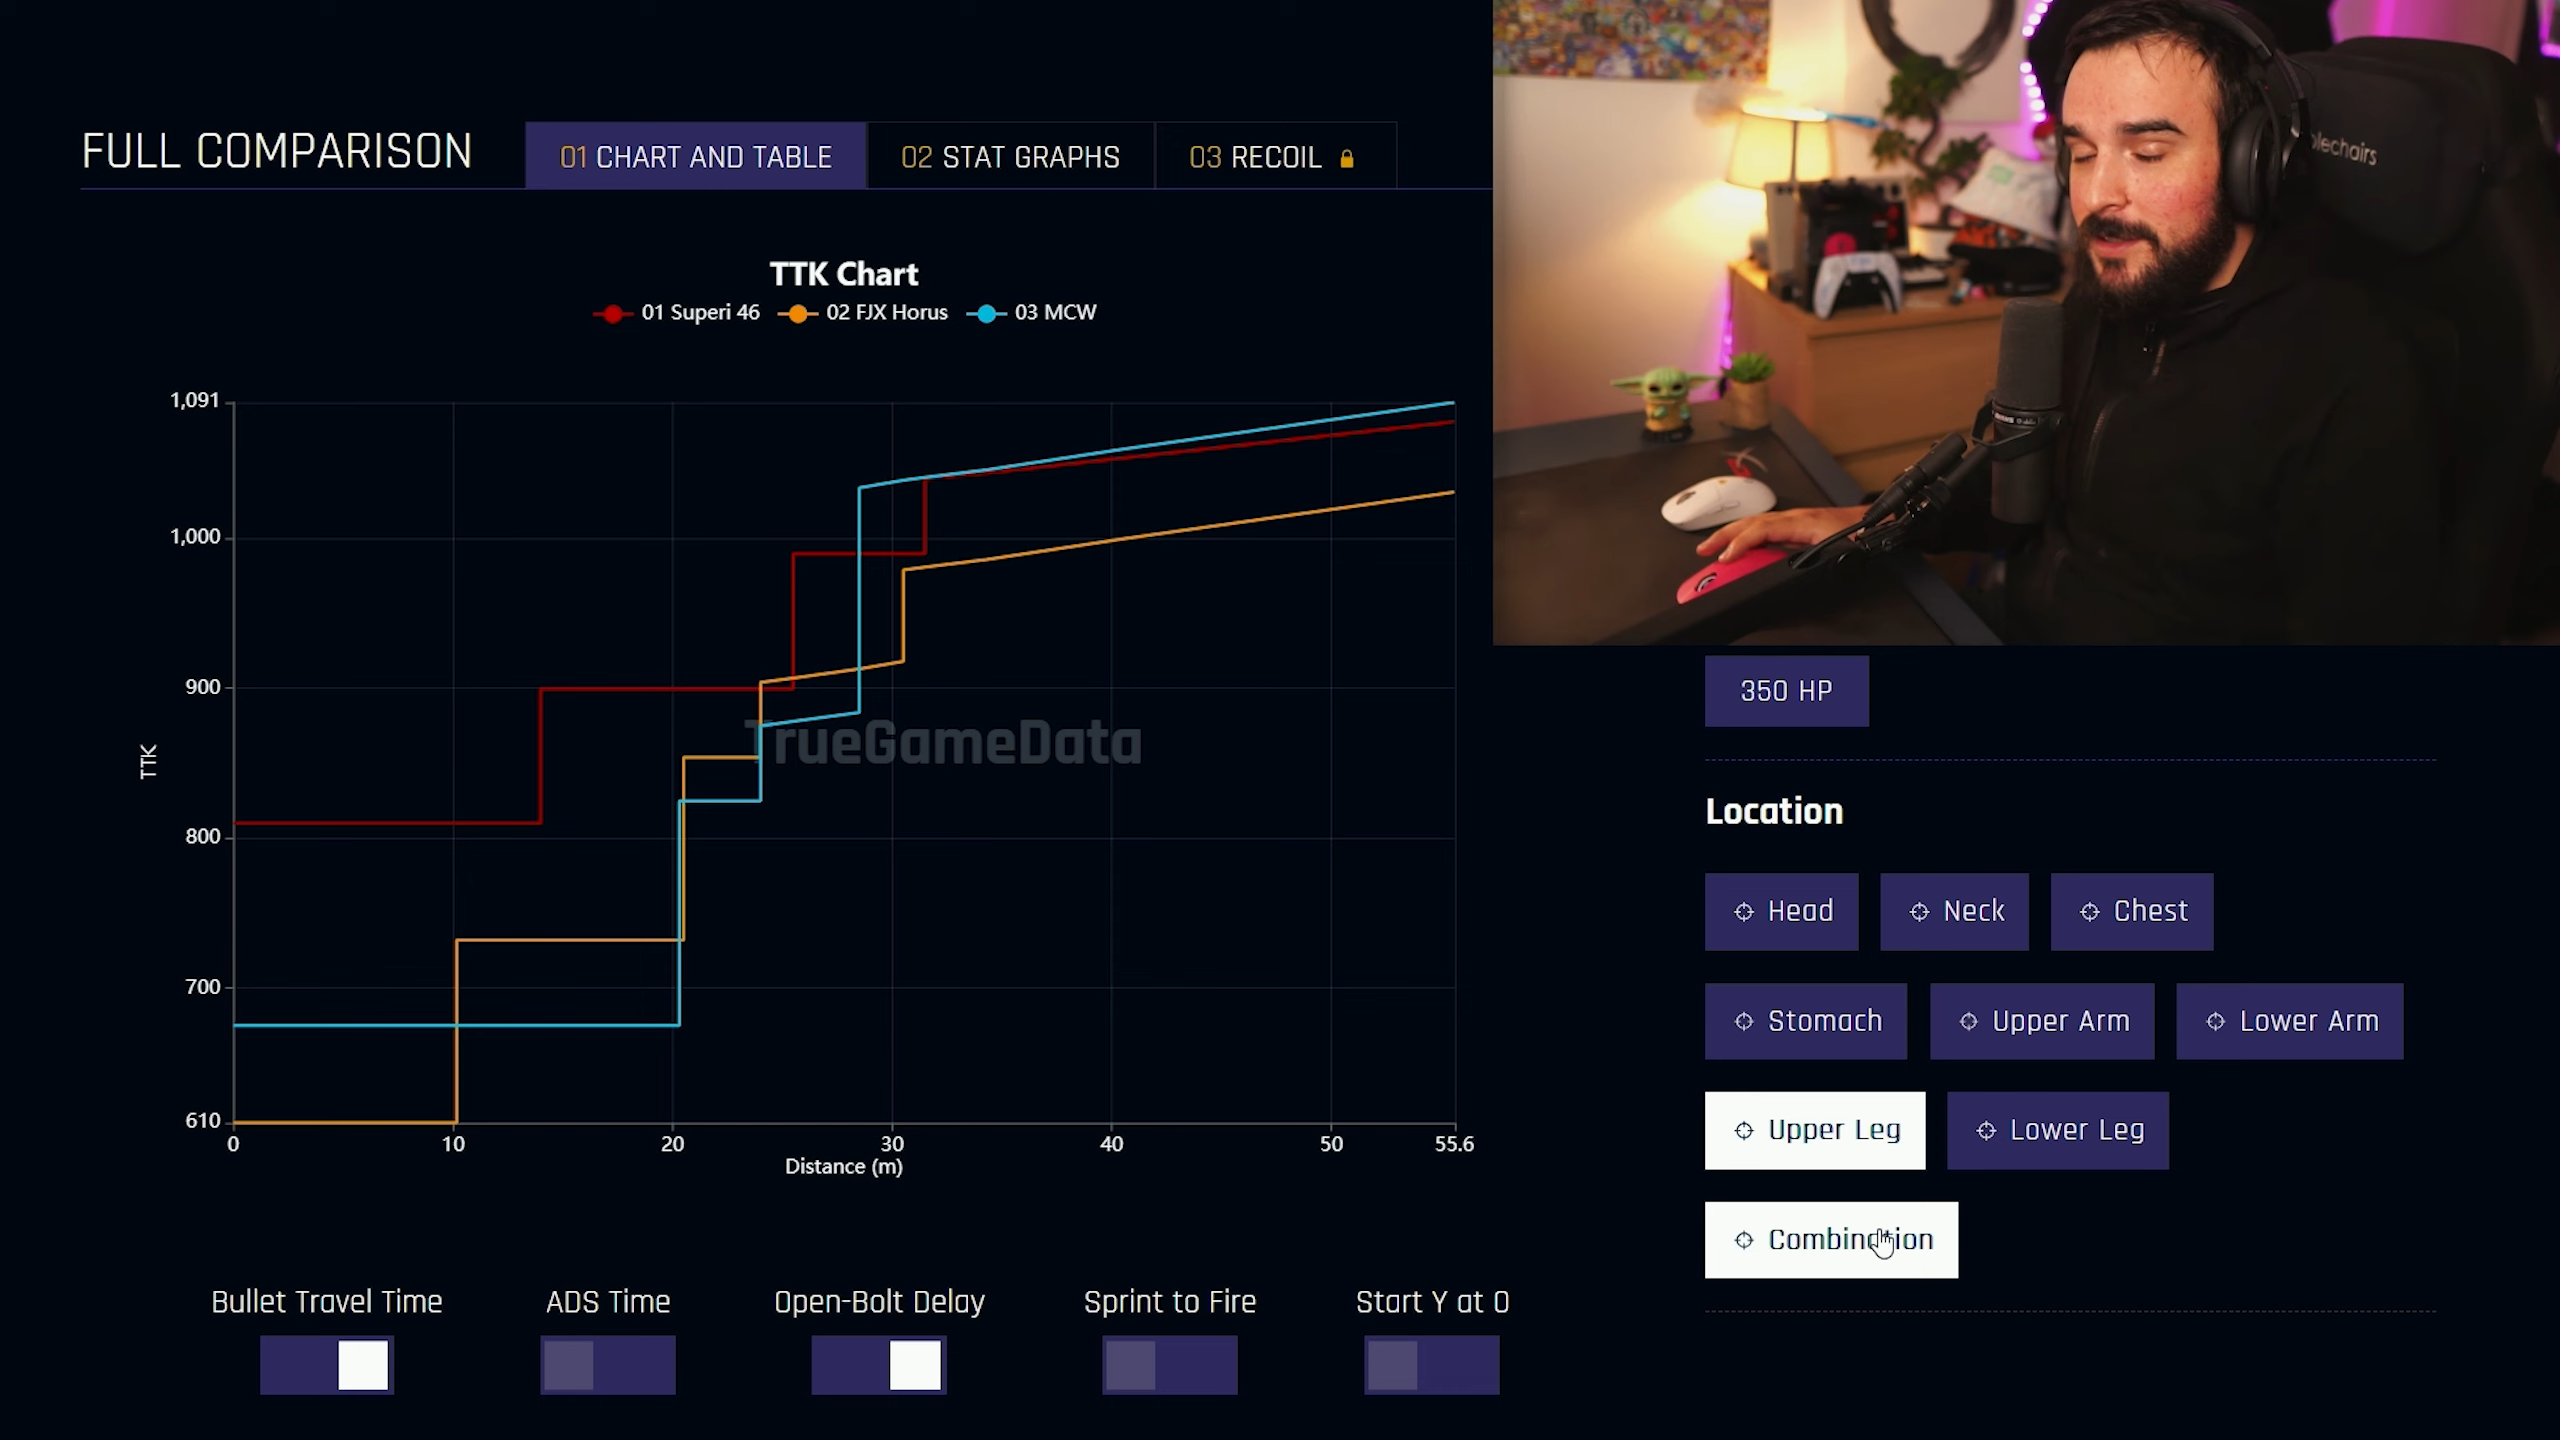 FULL COMPARISON
01 CHART AND TABLE
02 STAT GRAPHS
03 RECOIL
TTK Chart
01 Superi 46
02 FJX Horus
03 MCW
1,091
1,000
900
800
700
610
TTK
0
10
20
30
40
50
55.6
Distance (m)
TrueGameData
Bullet Travel Time
ADS Time
Open-Bolt Delay
Sprint to Fire
Start Y at 0
lechairs
350 HP
Location
Head
Neck
Chest
Stomach
Upper Arm
Lower Arm
Upper Leg
Lower Leg
Combination